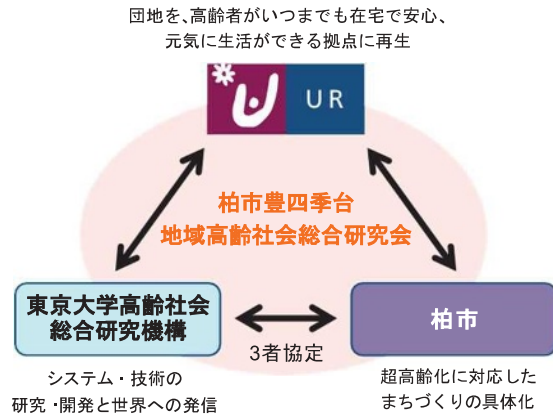 団地を、高齢者がいつまでも在宅で安心、
元気に生活ができる拠点に再生
UR
柏市豊四季台
地域高齢社会総合研究会
東京大学高齢社会
総合研究機構
柏市
3者協定
システム・技術の
研究・開発と世界への発信
超高齢化に対応した
まちづくりの具体化